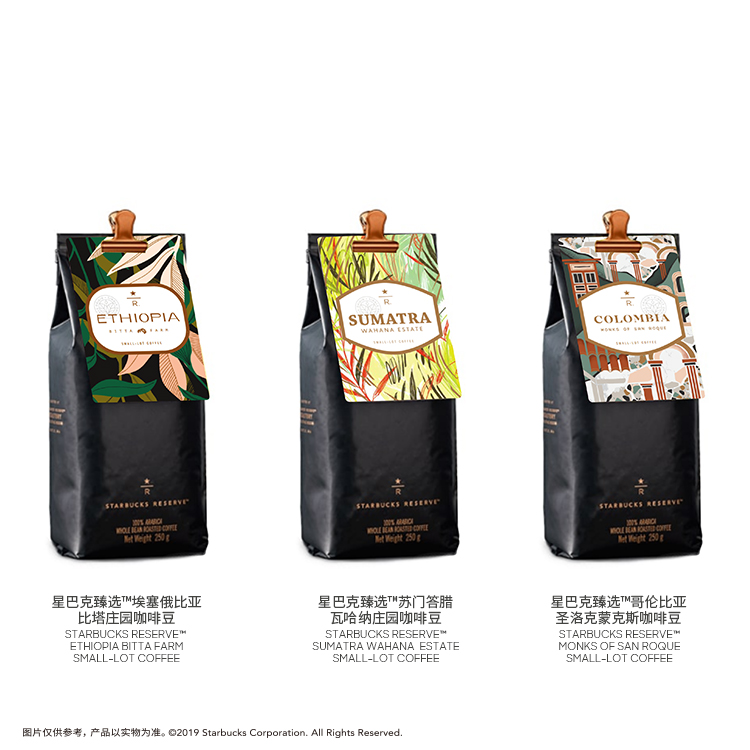 R
ETHIOPIA
BITTA FARM
SMALL-LOT COFFEE
R
STARBUCKS RESERVE™
100% ARABICA
WHOLE BEAN ROASTED COFFEE
Net Weight 250 g
R
SUMATRA
WAHANA ESTATE
SMALL-LOT COFFEE
R
STARBUCKS RESERVE™
100% ARABICA
WHOLE BEAN ROASTED COFFEE
Net Weight 250 g
R
COLOMBIA
MONKS OF SAN ROQUE
SMALL-LOT COFFEE
R
STARBUCKS RESERVE™
100% ARABICA
WHOLE BEAN ROASTED COFFEE
Net Weight 250 g
星巴克臻选™埃塞俄比亚
比塔庄园咖啡豆
STARBUCKS RESERVE™
ETHIOPIA BITTA FARM
SMALL-LOT COFFEE
星巴克臻选™苏门答腊
瓦哈纳庄园咖啡豆
STARBUCKS RESERVE™
SUMATRA WAHANA ESTATE
SMALL-LOT COFFEE
星巴克臻选™哥伦比亚
圣洛克蒙克斯咖啡豆
STARBUCKS RESERVE™
MONKS OF SAN ROQUE
SMALL-LOT COFFEE
图片仅供参考，产品以实物为准。©2019 Starbucks Corporation. All Rights Reserved.